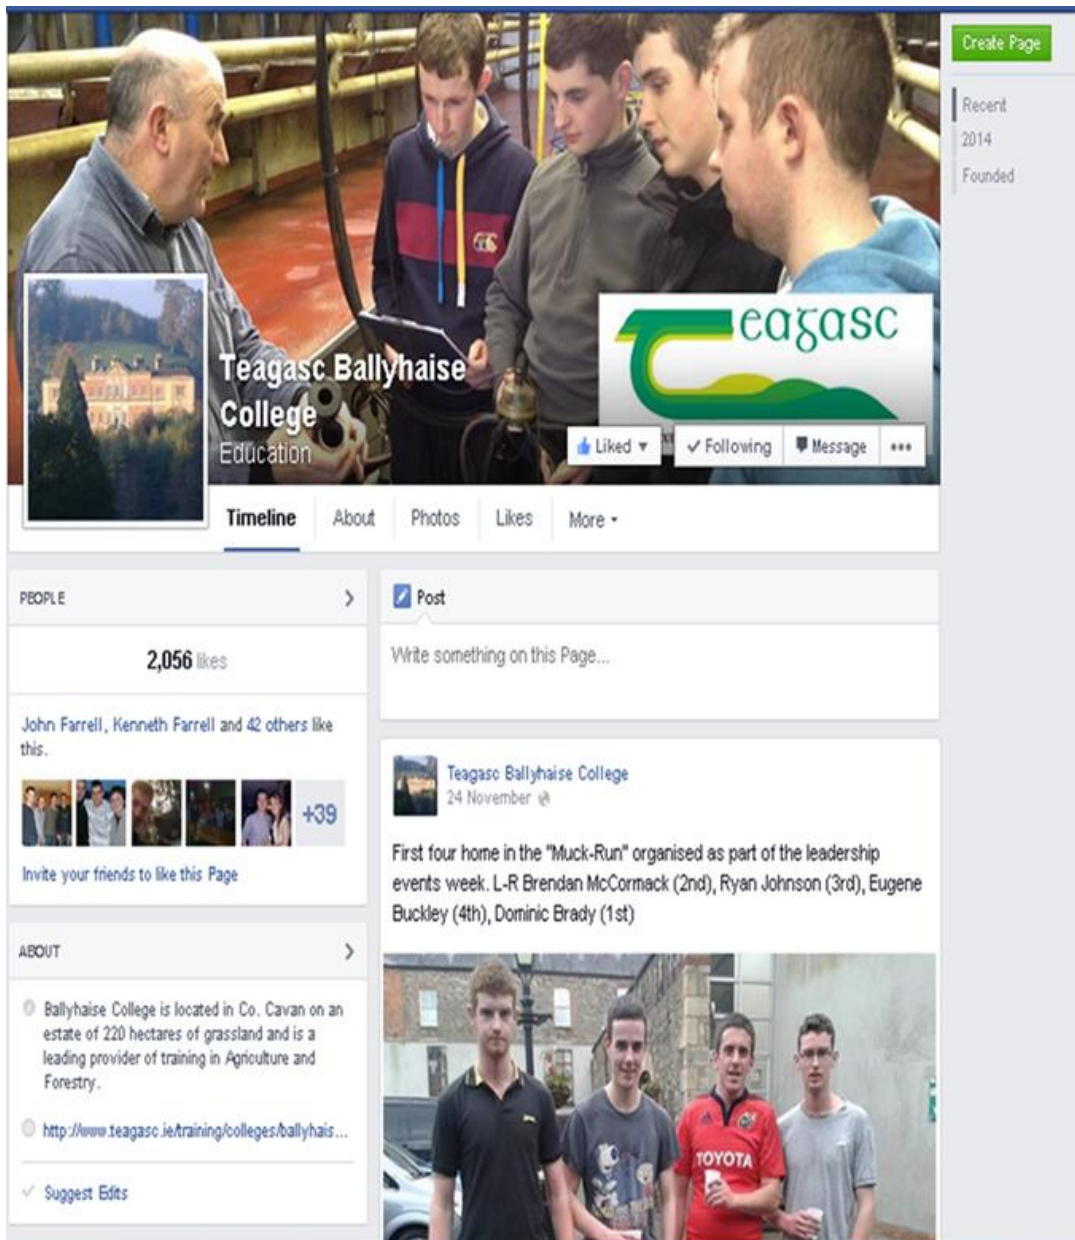 Create Page
Recent
2014
Founded
eagasc
Teagasc Ballyhaise
College
Education
Liked
Following
Message
Timeline
About
Photos
Likes
More
PEOPLE
2,056 likes
John Farrell, Kenneth Farrell and 42 others like
this.
+39
Invite your friends to like this Page
ABOUT
Ballyhaise College is located in Co. Cavan on an
estate of 220 hectares of grassland and is a
leading provider of training in Agriculture and
Forestry.
http://www.teagasc.ie/training/colleges/ballyhais...
Suggest Edits
Post
Write something on this Page...
Teagasc Ballyhaise College
24 November
First four home in the "Muck-Run" organised as part of the leadership
events week. L-R Brendan McCormack (2nd), Ryan Johnson (3rd), Eugene
Buckley (4th), Dominic Brady (1st)
TOYOTA